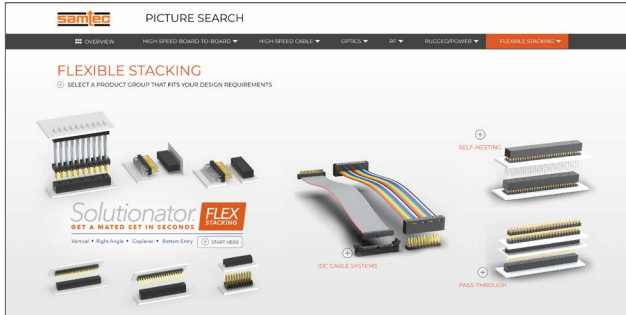 samtec
PICTURE SEARCH
OVERVIEW
HIGH-SPEED BOARD-TO-BOARD
HIGH-SPEED CABLE
OPTICS
RF
RUGGED/POWER
FLEXIBLE STACKING
FLEXIBLE STACKING
SELECT A PRODUCT GROUP THAT FITS YOUR DESIGN REQUIREMENTS
SELF-NESTING
Solutionator.
FLEX
STACKING
GET A MATED SET IN SECONDS
Vertical • Right Angle • Coplanar • Bottom Entry
START HERE
IDC CABLE SYSTEMS
PASS-THROUGH